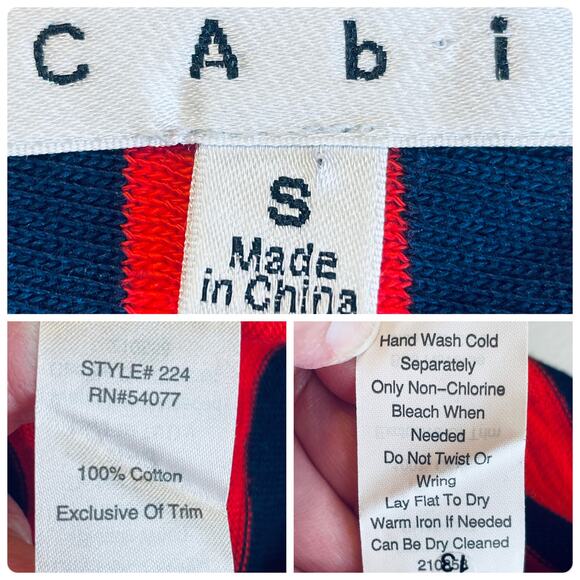 CAbi
S
Made
in China
STYLE# 224
RN#54077
100% Cotton
Exclusive Of Trim
Hand Wash Cold
Separately
Only Non-Chlorine
Bleach When
Needed
Do Not Twist Or
Wring
Lay Flat To Dry
Warm Iron If Needed
Can Be Dry Cleaned